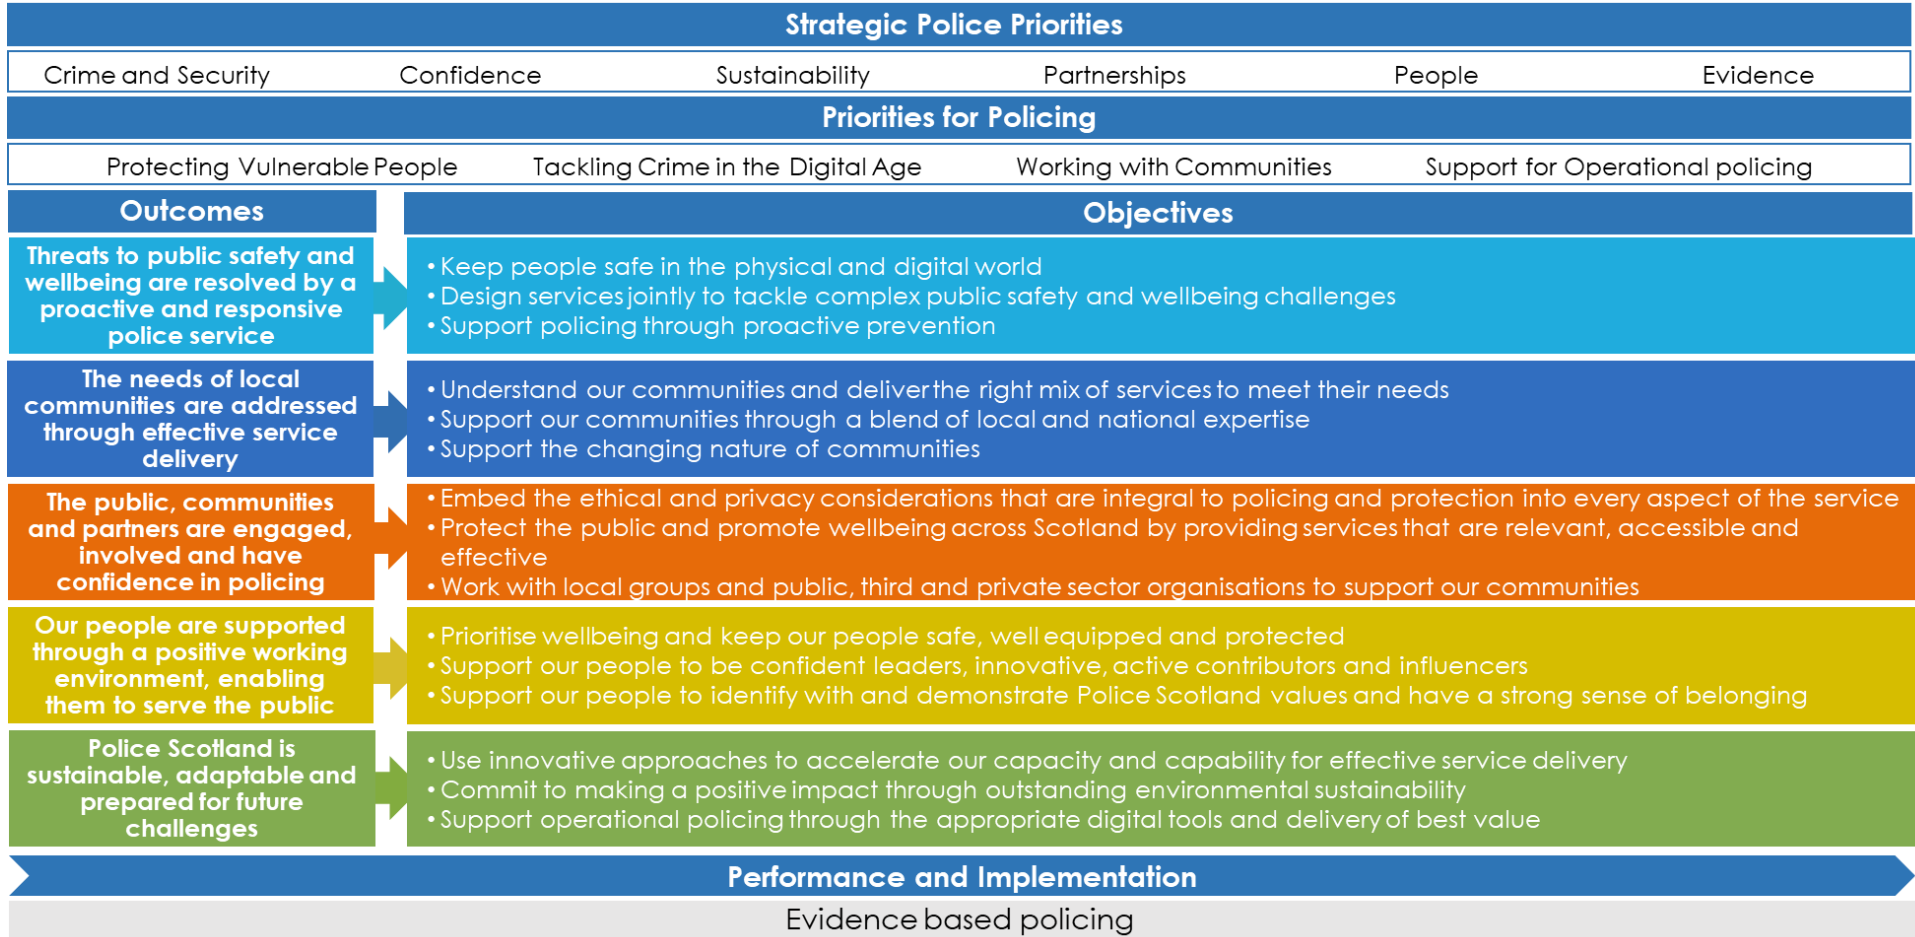 Strategic Police Priorities
Crime and Security Confidence Sustainability Partnerships People Evidence
Priorities for Policing
Protecting Vulnerable People Tackling Crime in the Digital Age Working with Communities Support for Operational policing
Outcomes
Objectives
Threats to public safety and
wellbeing are resolved by a
proactive and responsive
police service
• Keep people safe in the physical and digital world
• Design services jointly to tackle complex public safety and wellbeing challenges
• Support policing through proactive prevention
The needs of local
communities are addressed
through effective service
delivery
• Understand our communities and deliver the right mix of services to meet their needs
• Support our communities through a blend of local and national expertise
• Support the changing nature of communities
The public, communities
and partners are engaged,
involved and have
confidence in policing
• Embed the ethical and privacy considerations that are integral to policing and protection into every aspect of the service
• Protect the public and promote wellbeing across Scotland by providing services that are relevant, accessible and
effective
• Work with local groups and public, third and private sector organisations to support our communities
Our people are supported
through a positive working
environment, enabling
them to serve the public
• Prioritise wellbeing and keep our people safe, well equipped and protected
• Support our people to be confident leaders, innovative, active contributors and influencers
• Support our people to identify with and demonstrate Police Scotland values and have a strong sense of belonging
Police Scotland is
sustainable, adaptable and
prepared for future
challenges
• Use innovative approaches to accelerate our capacity and capability for effective service delivery
• Commit to making a positive impact through outstanding environmental sustainability
• Support operational policing through the appropriate digital tools and delivery of best value
Performance and Implementation
Evidence based policing